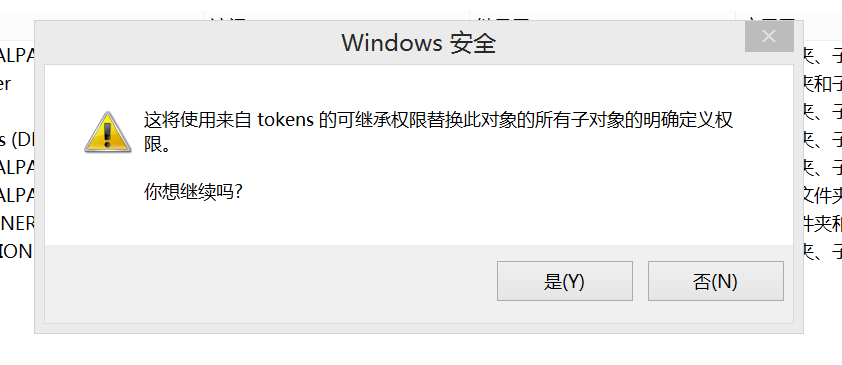 Windows 安全
ALPA
夹、子
er
夹和子
这将使用来自 tokens 的可继承权限替换此对象的所有子对象的明确定义权
限。
夹、子
s (DI
夹、子
ALPA
夹、子
你想继续吗?
ALPA
文件夹
NER
件夹和
ION
夹、子
是(Y)
否(N)